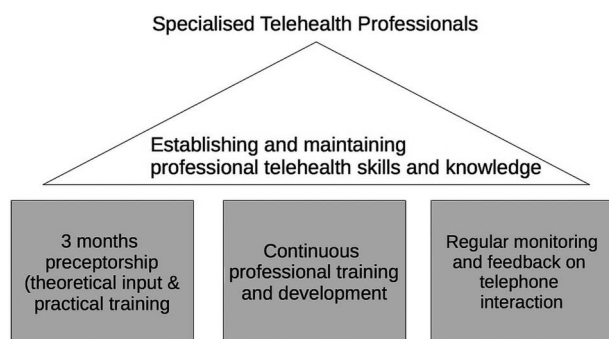 Specialised Telehealth Professionals
Establishing and maintaining
professional telehealth skills and knowledge
3 months
preceptorship
(theoretical input &
practical training
Continuous
professional training
and development
Regular monitoring
and feedback on
telephone
interaction